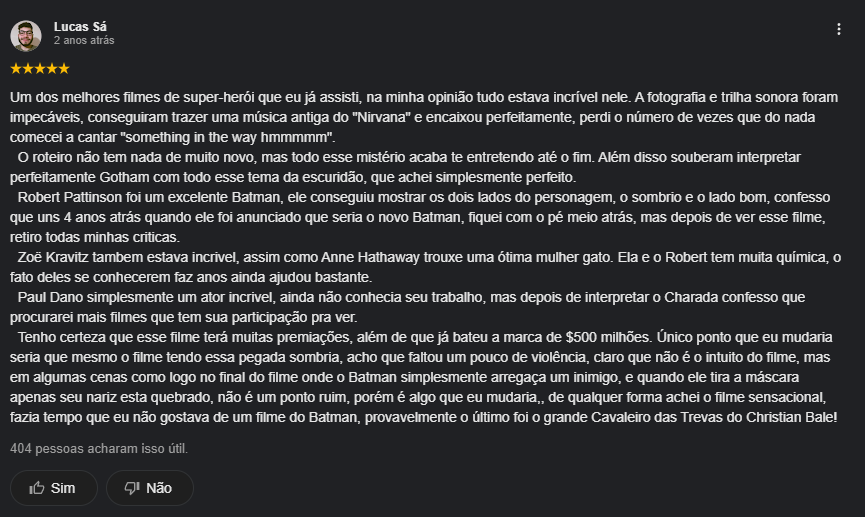 Lucas Sá
2 anos atrás
Um dos melhores filmes de super-herói que eu já assisti, na minha opinião tudo estava incrível nele. A fotografia e trilha sonora foram
impecáveis, conseguiram trazer uma música antiga do "Nirvana" e encaixou perfeitamente, perdi o número de vezes que do nada
comecei a cantar "something in the way hmmmmm".
O roteiro não tem nada de muito novo, mas todo esse mistério acaba te entretendo até o fim. Além disso souberam interpretar
perfeitamente Gotham com todo esse tema da escuridão, que achei simplesmente perfeito.
Robert Pattinson foi um excelente Batman, ele conseguiu mostrar os dois lados do personagem, o sombrio e o lado bom, confesso
que uns 4 anos atrás quando ele foi anunciado que seria o novo Batman, fiquei com o pé meio atrás, mas depois de ver esse filme,
retiro todas minhas criticas.
Zoë Kravitz tambem estava incrivel, assim como Anne Hathaway trouxe uma ótima mulher gato. Ela e o Robert tem muita química, o
fato deles se conhecerem faz anos ainda ajudou bastante.
Paul Dano simplesmente um ator incrivel, ainda não conhecia seu trabalho, mas depois de interpretar o Charada confesso que
procurarei mais filmes que tem sua participação pra ver.
Tenho certeza que esse filme terá muitas premiações, além de que já bateu a marca de $500 milhões. Único ponto que eu mudaria
seria que mesmo o filme tendo essa pegada sombria, acho que faltou um pouco de violência, claro que não é o intuito do filme, mas
em algumas cenas como logo no final do filme onde o Batman simplesmente arregaça um inimigo, e quando ele tira a máscara
apenas seu nariz esta quebrado, não é um ponto ruim, porém é algo que eu mudaria,, de qualquer forma achei o filme sensacional,
fazia tempo que eu não gostava de um filme do Batman, provavelmente o último foi o grande Cavaleiro das Trevas do Christian Bale!
404 pessoas acharam isso útil.
Sim
Não